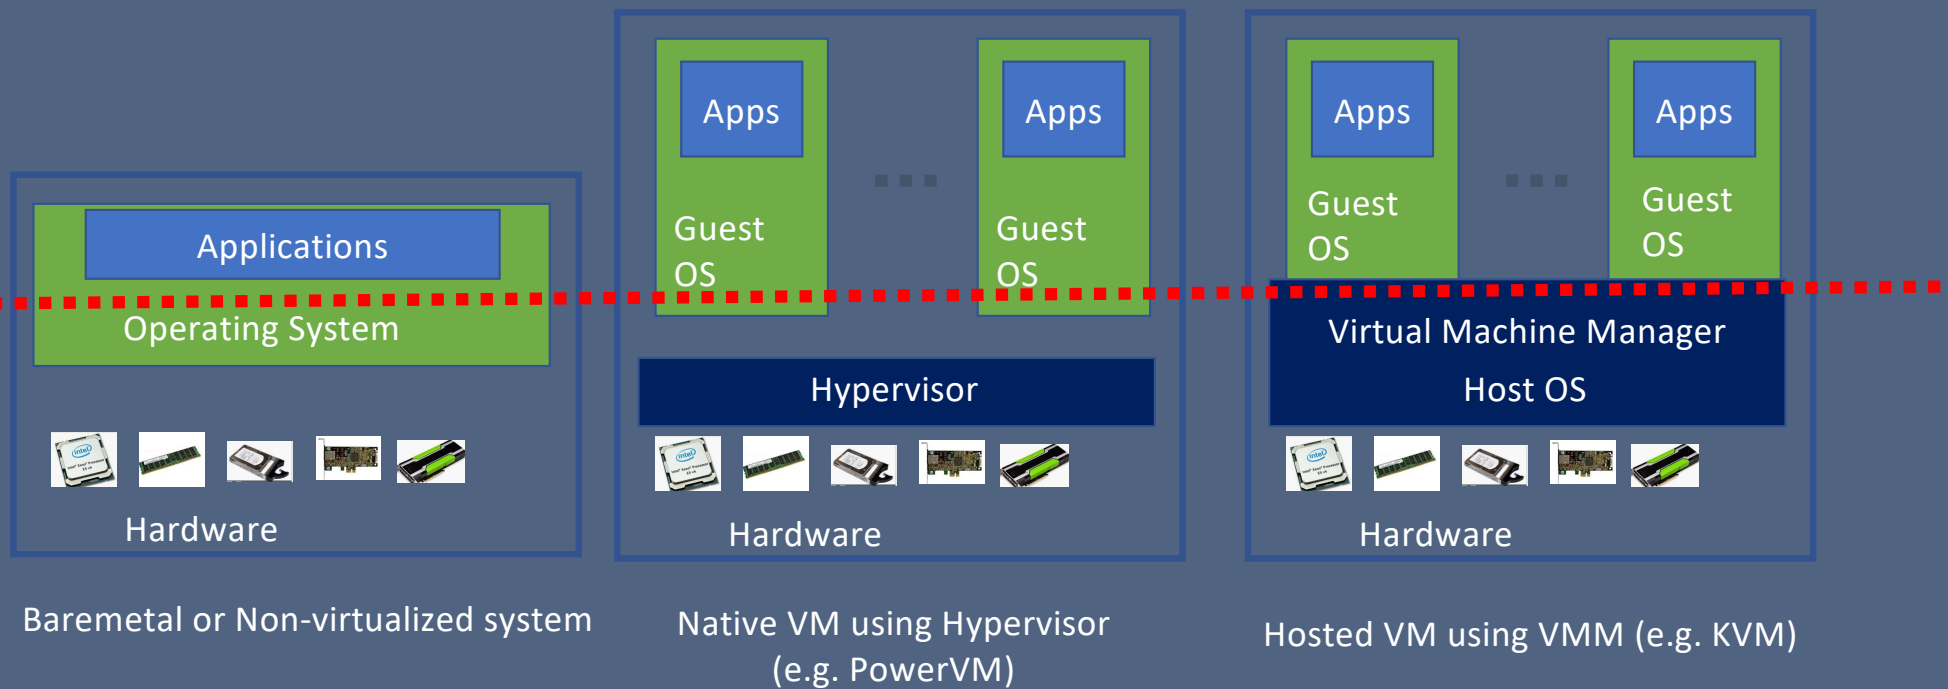 Applications
Operating System
Hardware
Baremetal or Non-virtualized system
Apps
Guest
OS
Apps
Guest
OS
Hypervisor
Hardware
Native VM using Hypervisor
(e.g. PowerVM)
Apps
Guest
OS
Apps
Guest
OS
Virtual Machine Manager
Host OS
Hardware
Hosted VM using VMM (e.g. KVM)